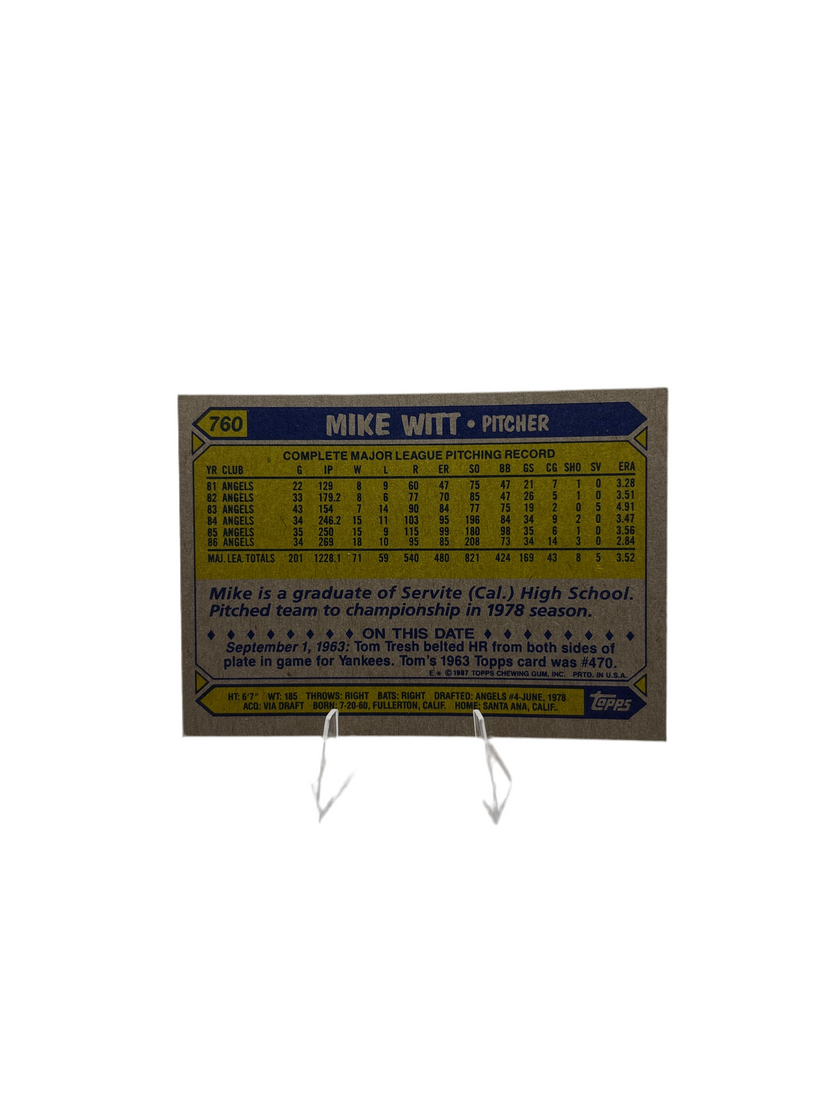 760 MIKE WITT • PITCHER
COMPLETE MAJOR LEAGUE PITCHING RECORD
YR CLUB G IP W L R ER SO BB GS CG SHO SV ERA
81 ANGELS 22 129 8 9 60 47 75 47 21 7 1 0 3.28
82 ANGELS 33 179.2 8 6 77 70 85 47 26 5 1 0 3.51
83 ANGELS 43 154 7 14 90 84 77 75 19 2 0 5 4.91
84 ANGELS 34 246.2 15 11 103 95 196 84 34 9 2 0 3.47
85 ANGELS 35 250 15 9 115 99 180 98 35 6 1 0 3.56
86 ANGELS 34 269 18 10 95 85 208 73 34 14 3 0 2.84
MAJ. LEA. TOTALS 201 1228.1 71 59 540 480 821 424 169 43 8 5 3.52
Mike is a graduate of Servite (Cal.) High School.
Pitched team to championship in 1978 season.
ON THIS DATE
September 1, 1963: Tom Tresh belted HR from both sides of
plate in game for Yankees. Tom's 1963 Topps card was #470.
E * © 1987 TOPPS CHEWING GUM, INC. PRTD. IN U.S.A.
HT: 6'7" WT: 185 THROWS: RIGHT BATS: RIGHT DRAFTED: ANGELS #4-JUNE, 1978
ACQ: VIA DRAFT BORN: 7-20-60, FULLERTON, CALIF. HOME: SANTA ANA, CALIF.
topps